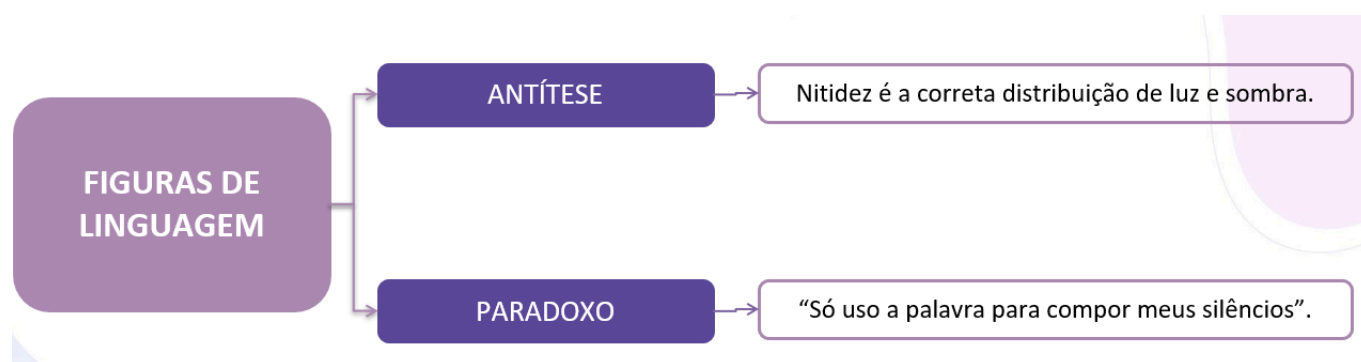 FIGURAS DE
LINGUAGEM
ANTÍTESE
Nitidez é a correta distribuição de luz e sombra.
PARADOXO
“Só uso a palavra para compor meus silêncios”.